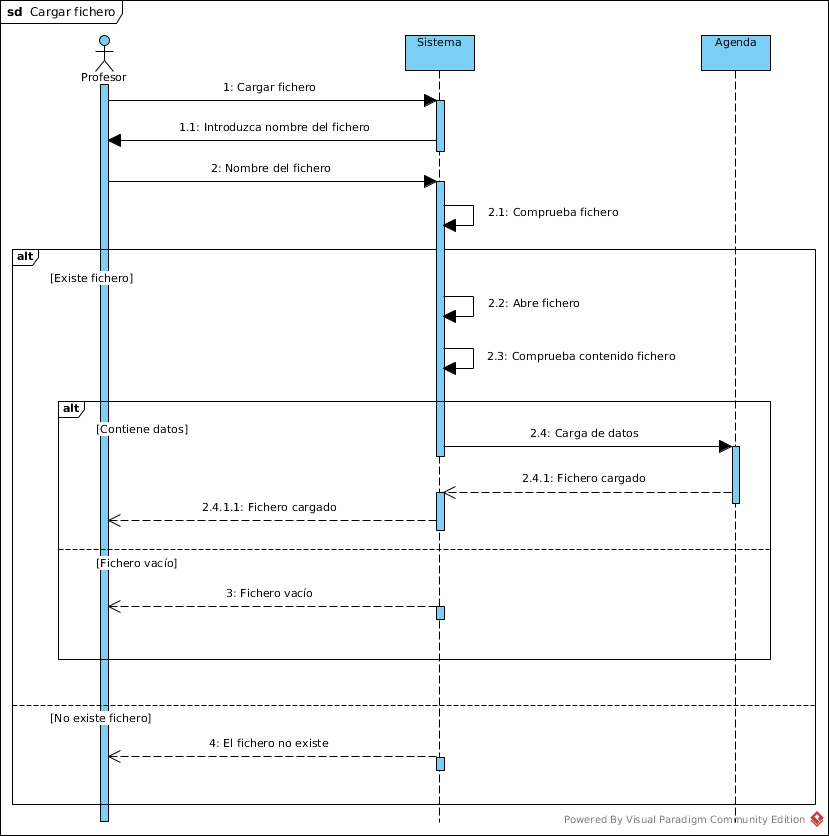 sd Cargar fichero
Sistema
Agenda
Profesor
1: Cargar fichero
1.1: Introduzca nombre del fichero
2: Nombre del fichero
2.1: Comprueba fichero
alt
[Existe fichero]
2.2: Abre fichero
2.3: Comprueba contenido fichero
alt
[Contiene datos]
2.4: Carga de datos
2.4.1: Fichero cargado
2.4.1.1: Fichero cargado
[Fichero vacío]
3: Fichero vacío
[No existe fichero]
4: El fichero no existe
Powered By Visual Paradigm Community Edition